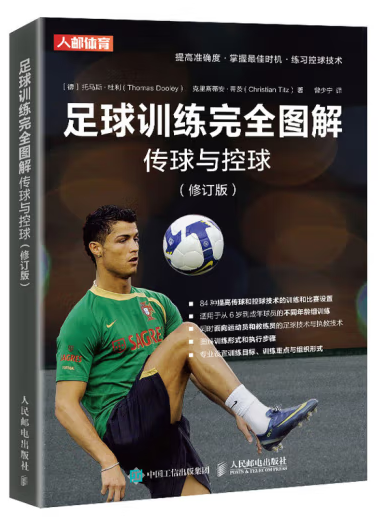 人邮体育
提高准确度·掌握最佳时机·练习控球技术
[德] 托马斯·杜利(Thomas Dooley) 克里斯蒂安·蒂茨(Christian Titz) 著 曾少宁 译
足球训练完全图解
传球与控球
(修订版)
84种提高传球和控球技术的训练和比赛设置
适用于从6岁到成年球员的不同年龄组训练
同时面向运动员和教练员的足球技术与执教技术
图解训练形式和执行步骤
训练目标、训练重点与组织形式
SAGRES
中国工信出版集团
人民邮电出版社
POSTS & TELECOM PRESS
足球训练完全图解 传球与控球(修订版)
人民邮电出版社